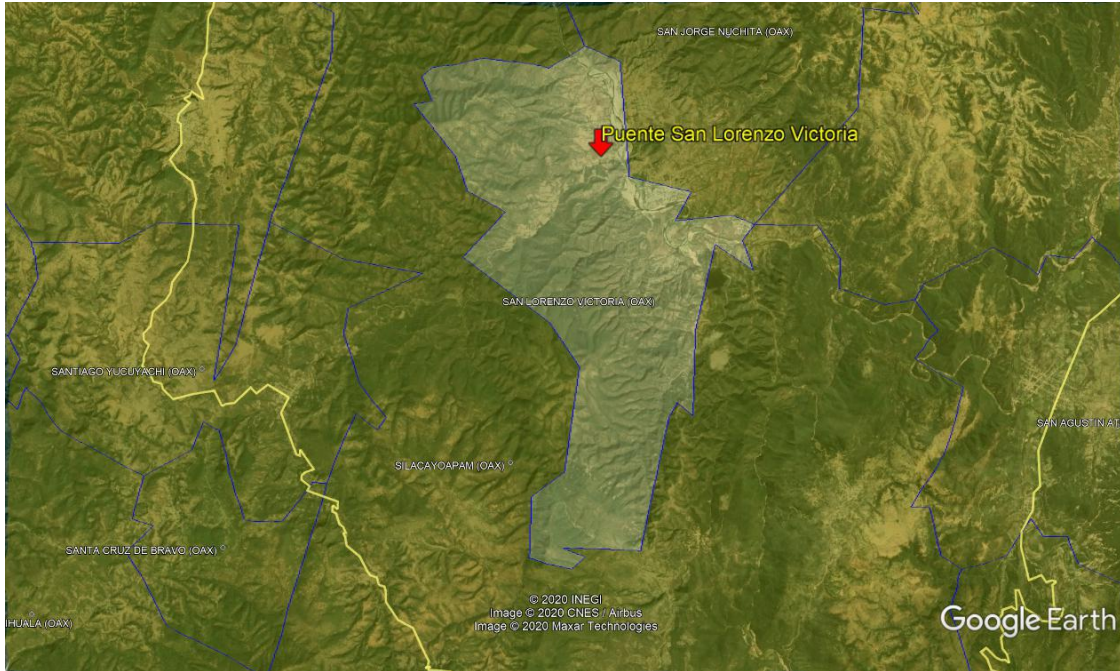 SAN JORGE NUCHITA (OAX)
Puente San Lorenzo Victoria
SAN LORENZO VICTORIA (OAX)
SANTIAGO YUCUYACHI (OAX)
SAN AGUSTIN AT
SILACAYOAPAM (OAX)
SANTA CRUZ DE BRAVO (OAX)
IHUALA (OAX)
© 2020 INEGI
Image © 2020 CNES / Airbus
Image © 2020 Maxar Technologies
Google Earth